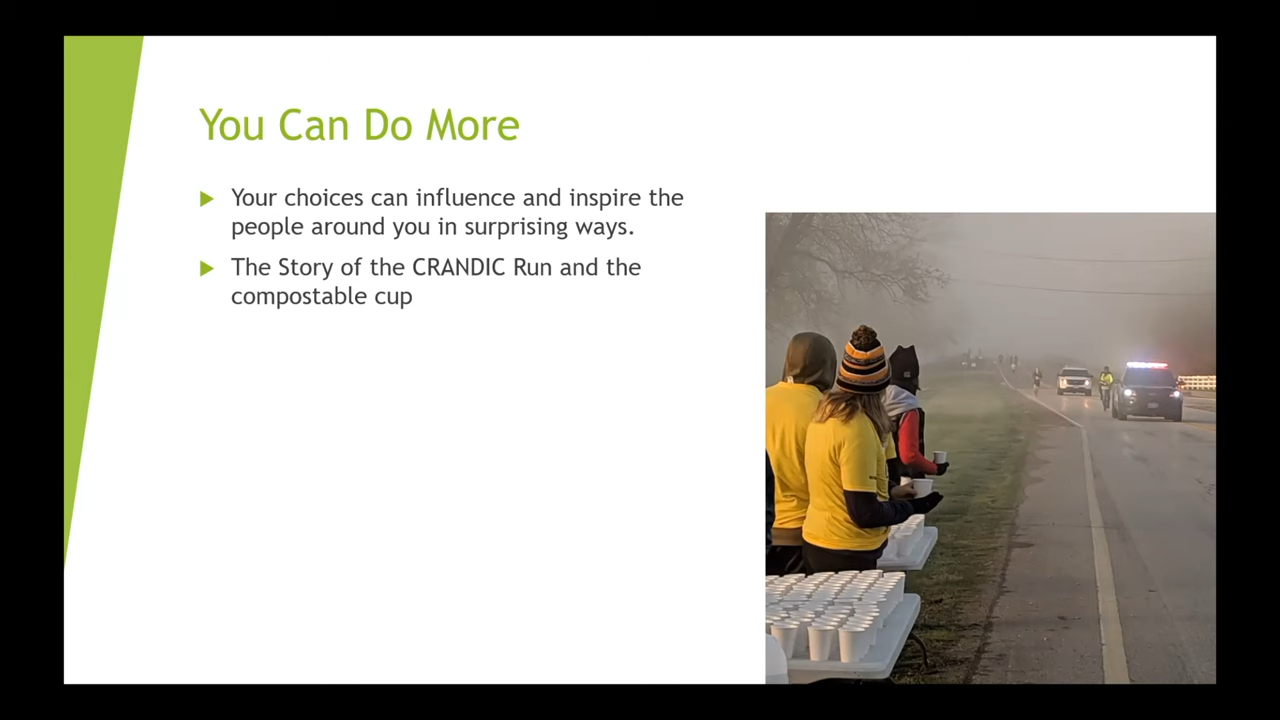 You Can Do More
Your choices can influence and inspire the
people around you in surprising ways.
The Story of the CRANDIC Run and the
compostable cup